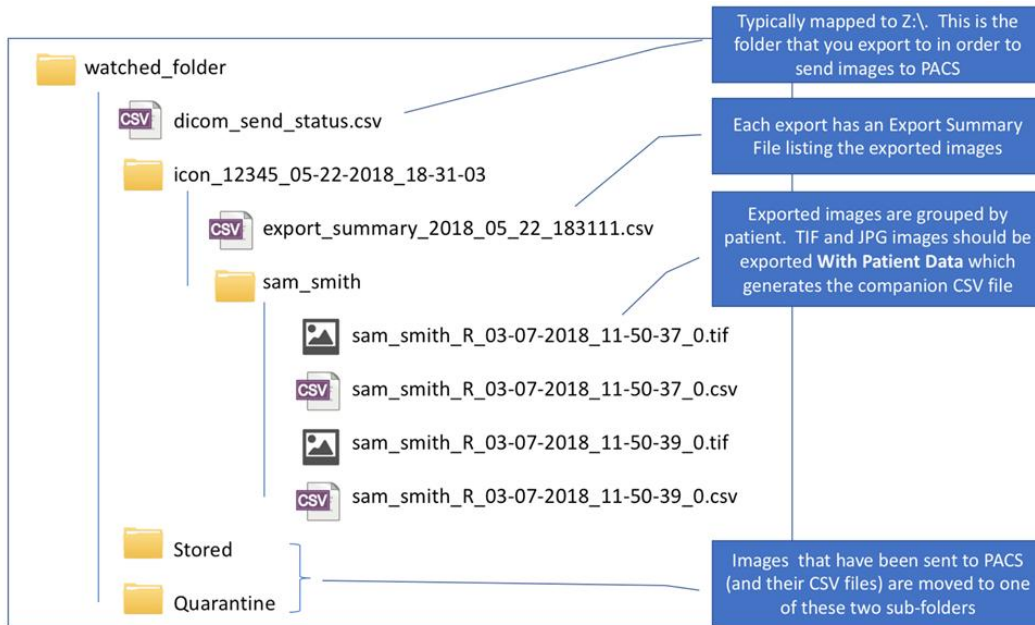 Typically mapped to Z:\. This is the
folder that you export to in order to
send images to PACS
watched_folder
CSV
dicom_send_status.csv
Each export has an Export Summary
File listing the exported images
icon_12345_05-22-2018_18-31-03
CSV
export_summary_2018_05_22_183111.csv
Exported images are grouped by
patient. TIF and JPG images should be
exported With Patient Data which
generates the companion CSV file
sam_smith
sam_smith_R_03-07-2018_11-50-37_0.tif
CSV
sam_smith_R_03-07-2018_11-50-37_0.csv
sam_smith_R_03-07-2018_11-50-39_0.tif
CSV
sam_smith_R_03-07-2018_11-50-39_0.csv
Stored
Quarantine
Images that have been sent to PACS
(and their CSV files) are moved to one
of these two sub-folders